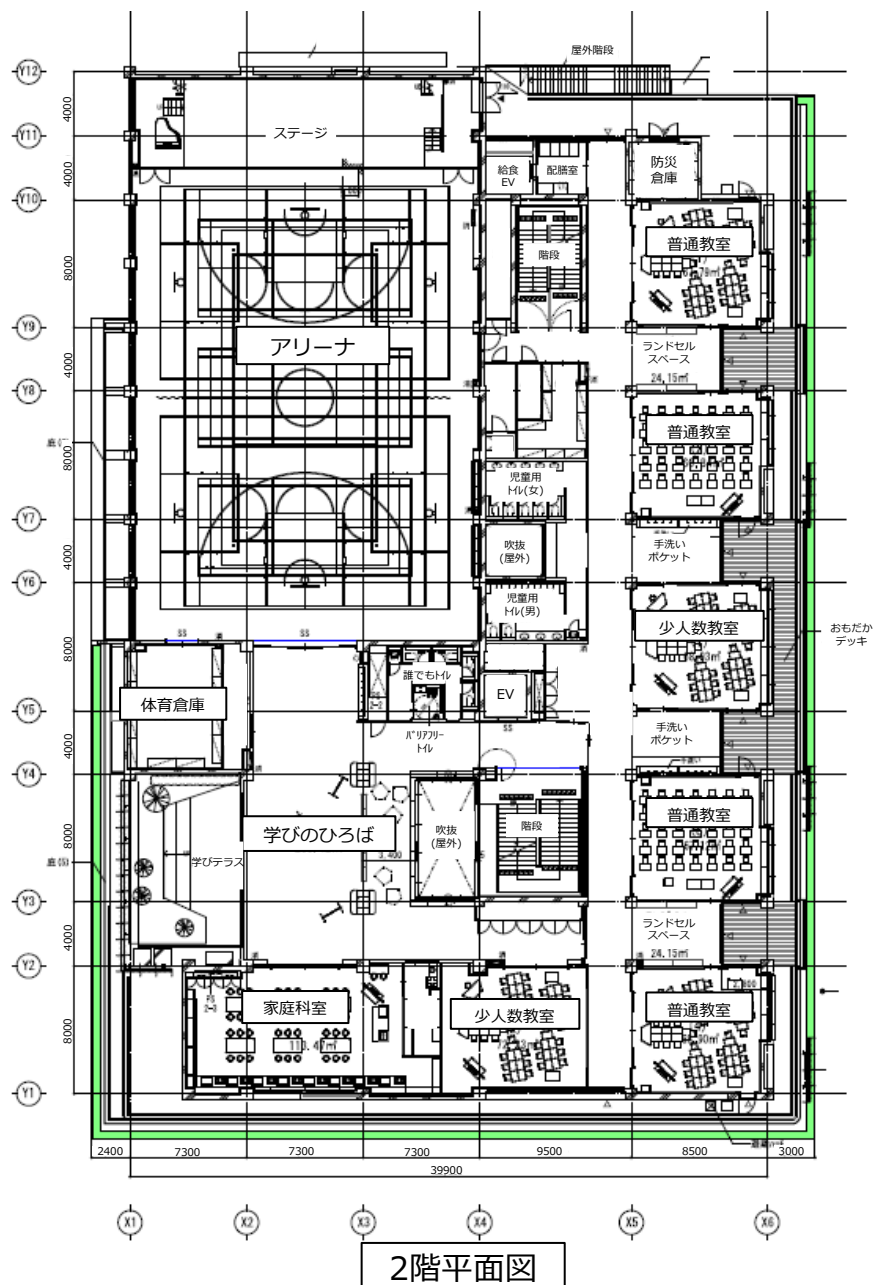 屋外階段
Y12
4000
Y11
ステージ
4000
給食
EV
配膳室
防災
倉庫
Y10
普通教室
階段
8000
Y9
アリーナ
ランドセル
スペース
24.15㎡
4000
Y8
普通教室
8000
児童用
トイレ(女)
Y7
吹抜
(屋外)
手洗い
ポケット
4000
Y6
児童用
トイレ(男)
少人数教室
おもだか
デッキ
SS
SS
8000
誰でもトイレ
体育倉庫
EV
Y5
バリアフリー
トイレ
SS
手洗い
ポケット
4000
Y4
普通教室
学びのひろば
吹抜
(屋外)
階段
3.400
学びテラス
8000
Y3
ランドセル
スペース
24.15㎡
4000
Y2
家庭科室
少人数教室
普通教室
8000
Y1
2400
7300
7300
7300
9500
8500
3000
39900
X1
X2
X3
X4
X5
X6
2階平面図